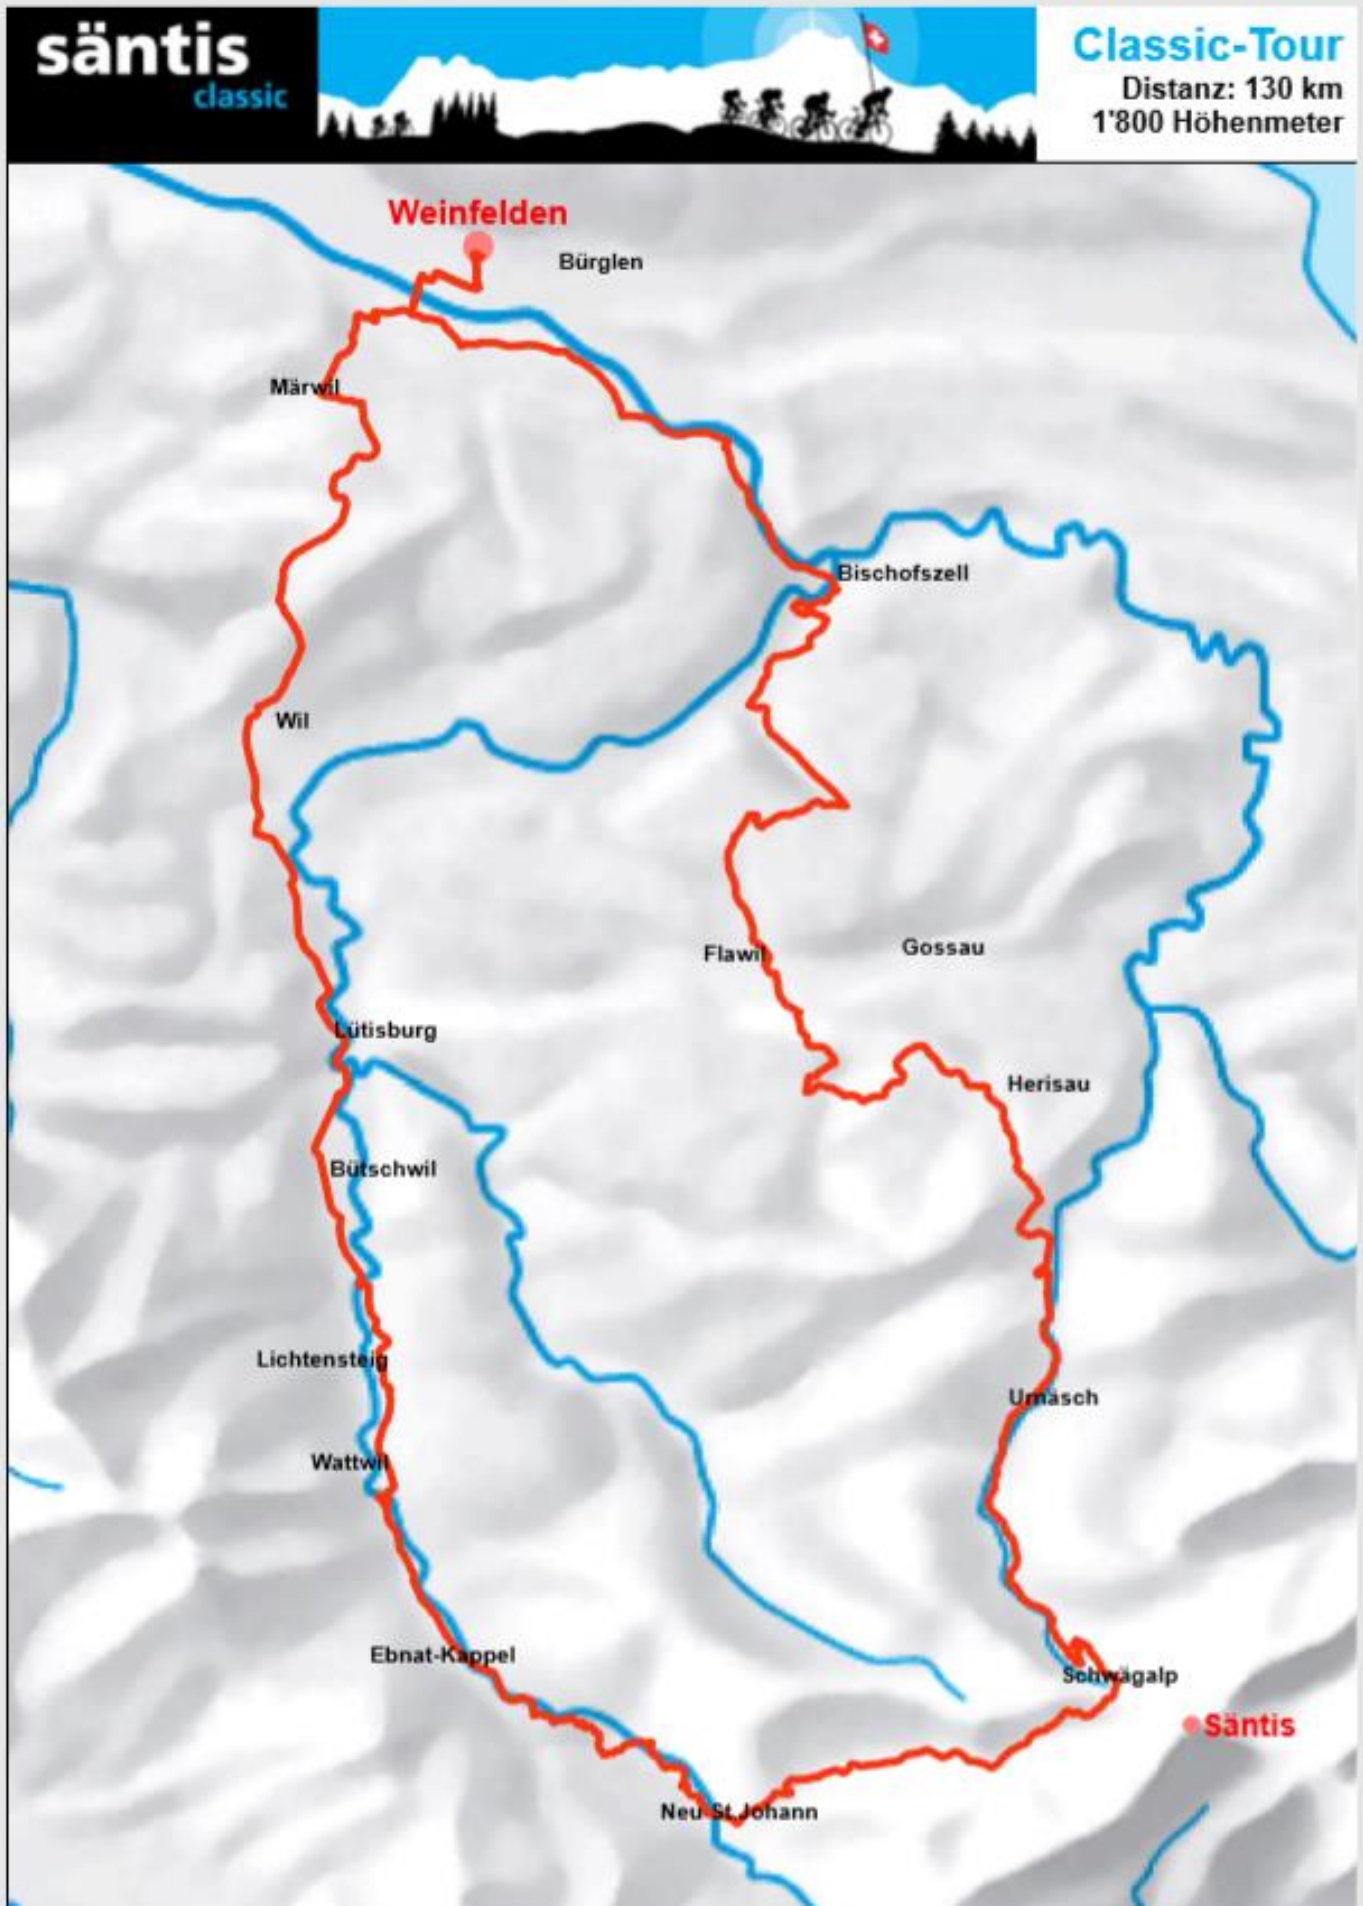 säntis
classic
Classic-Tour
Distanz: 130 km
1'800 Höhenmeter
Weinfelden
Bürglen
Märwil
Bischofszell
Wil
Flawil
Gossau
Lütisburg
Herisau
Bütschwil
Lichtensteig
Urnäsch
Wattwil
Ebnat-Kappel
Schwägalp
Säntis
Neu St.Johann